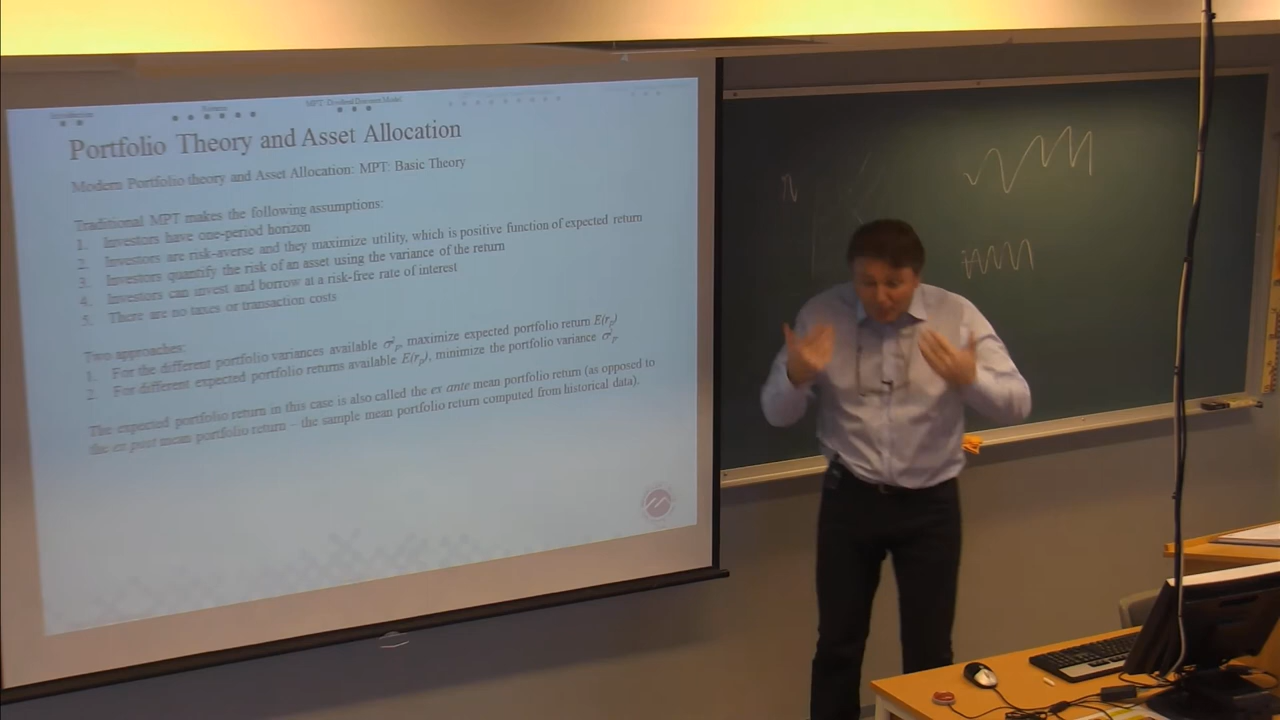 MPT: Dividend Discount Model
Portfolio Theory and Asset Allocation
Modern Portfolio theory and Asset Allocation: MPT: Basic Theory
Traditional MPT makes the following assumptions:
1. Investors have one-period horizon
2. Investors are risk-averse and they maximize utility, which is positive function of expected return
3. Investors quantify the risk of an asset using the variance of the return
4. Investors can invest and borrow at a risk-free rate of interest
5. There are no taxes or transaction costs
Two approaches:
1. For the different portfolio variances available σ²p, maximize expected portfolio return E(rp)
2. For different expected portfolio returns available E(rp), minimize the portfolio variance σ²p.
The expected portfolio return in this case is also called the ex ante mean portfolio return (as opposed to
the ex post mean portfolio return – the sample mean portfolio return computed from historical data).